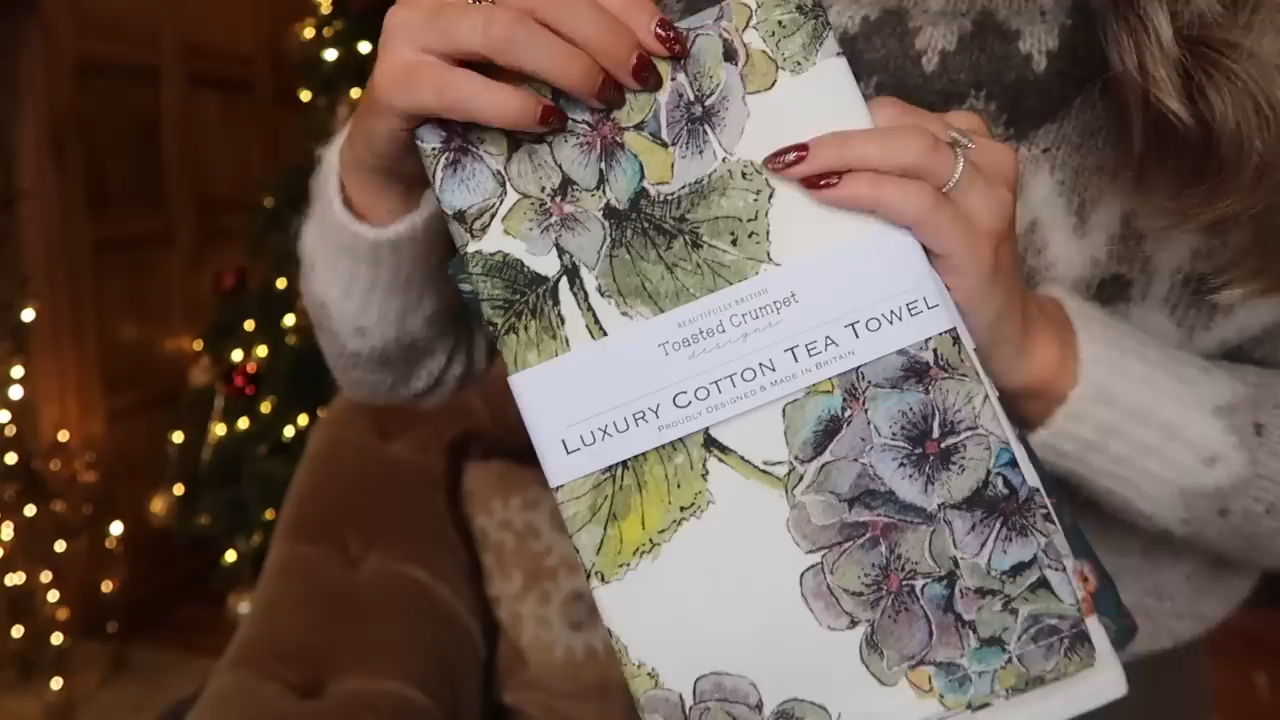 BEAUTIFULLY BRITISH
Toasted Crumpet
designs
LUXURY COTTON TEA TOWEL
PROUDLY DESIGNED & MADE IN BRITAIN